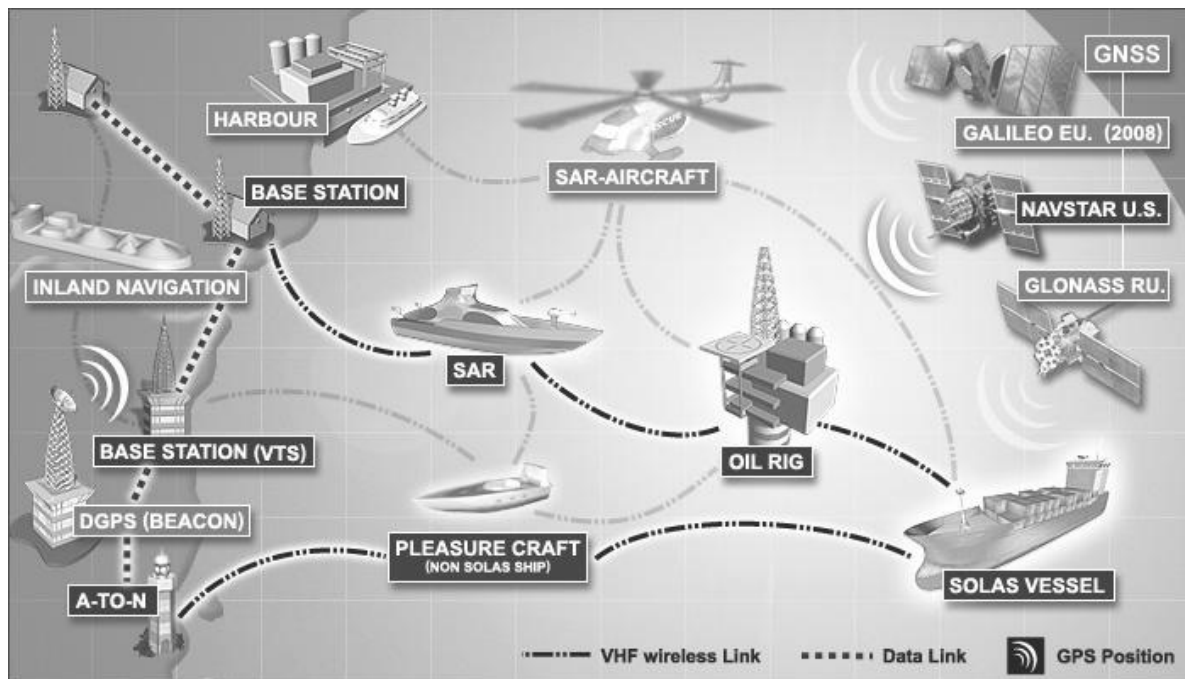 GNSS
HARBOUR
GALILEO EU. (2008)
SAR-AIRCRAFT
RESCUE
BASE STATION
NAVSTAR U.S.
INLAND NAVIGATION
GLONASS RU.
SAR
BASE STATION (VTS)
OIL RIG
DGPS (BEACON)
PLEASURE CRAFT
(NON SOLAS SHIP)
SOLAS VESSEL
A-TO-N
VHF wireless Link
Data Link
GPS Position